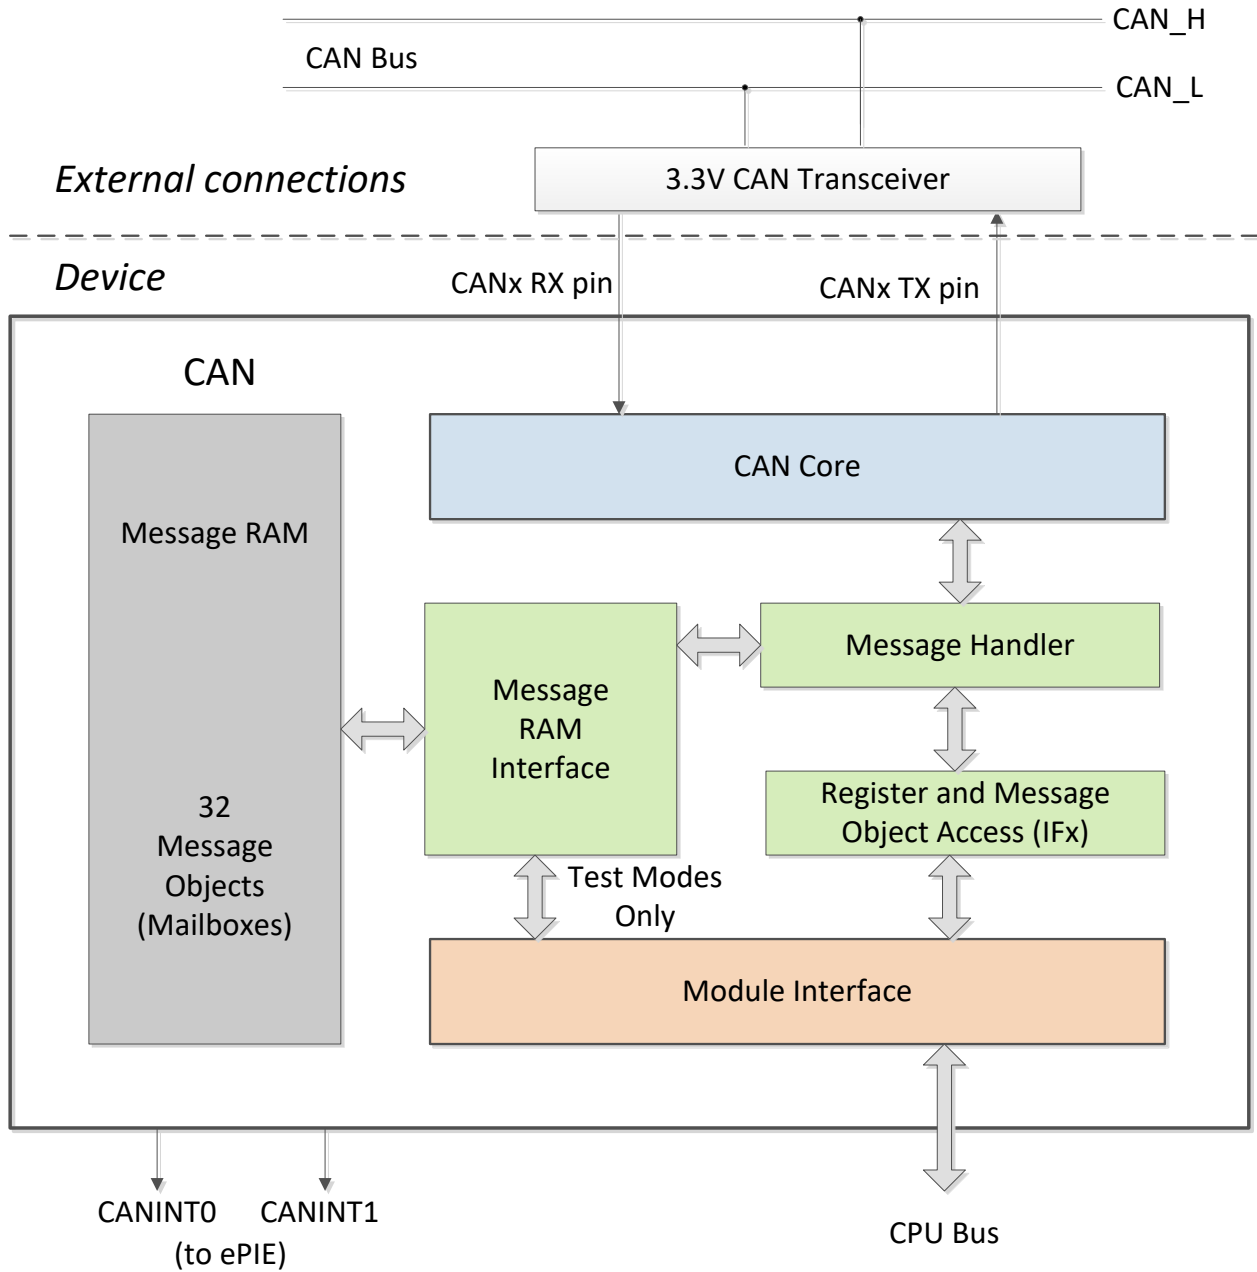 CAN_H
CAN Bus
CAN_L
External connections
3.3V CAN Transceiver
Device
CANx RX pin
CANx TX pin
CAN
CAN Core
Message RAM
Message Handler
Message
RAM
Interface
32
Message
Objects
(Mailboxes)
Register and Message
Object Access (IFx)
Test Modes
Only
Module Interface
CANINT0
CANINT1
(to ePIE)
CPU Bus